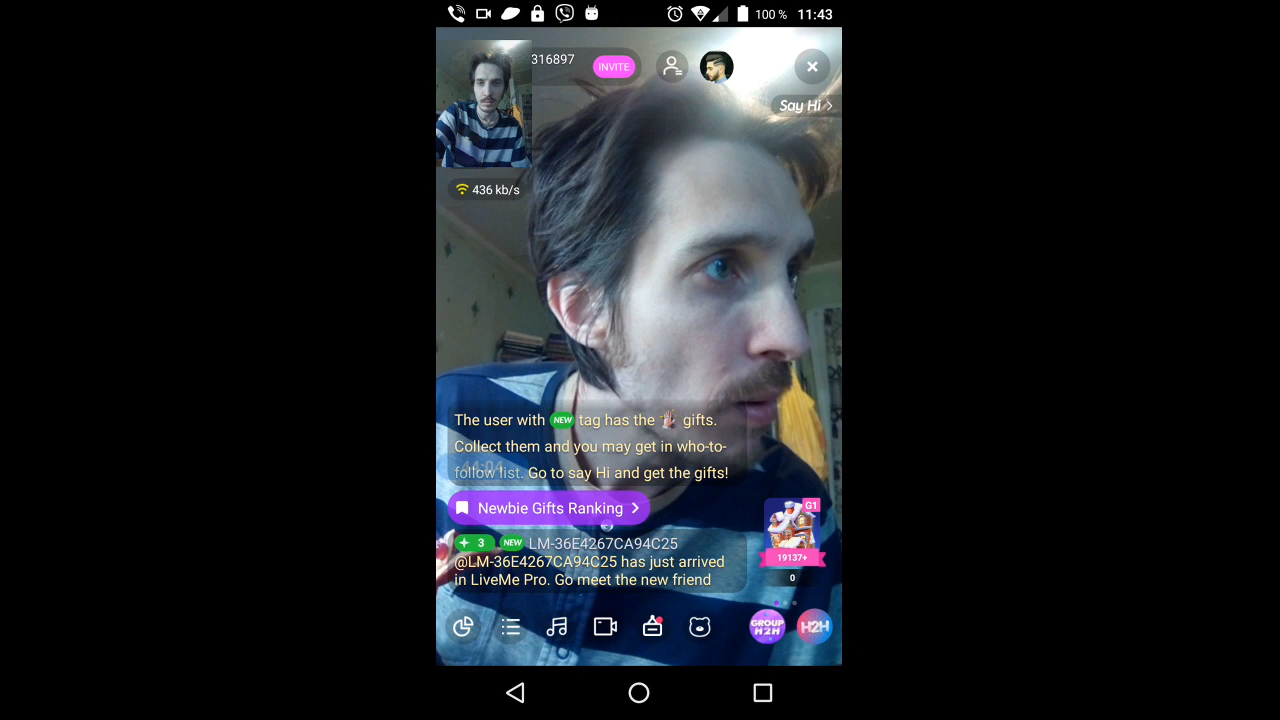 100 % 11:43
316897
INVITE
Say Hi
436 kb/s
The user with NEW tag has the gifts.
Collect them and you may get in who-to-
follow list. Go to say Hi and get the gifts!
Newbie Gifts Ranking
3 NEW LM-36E4267CA94C25
@LM-36E4267CA94C25 has just arrived
in LiveMe Pro. Go meet the new friend
G1
19137+
0
GROUP
H2H
H2H